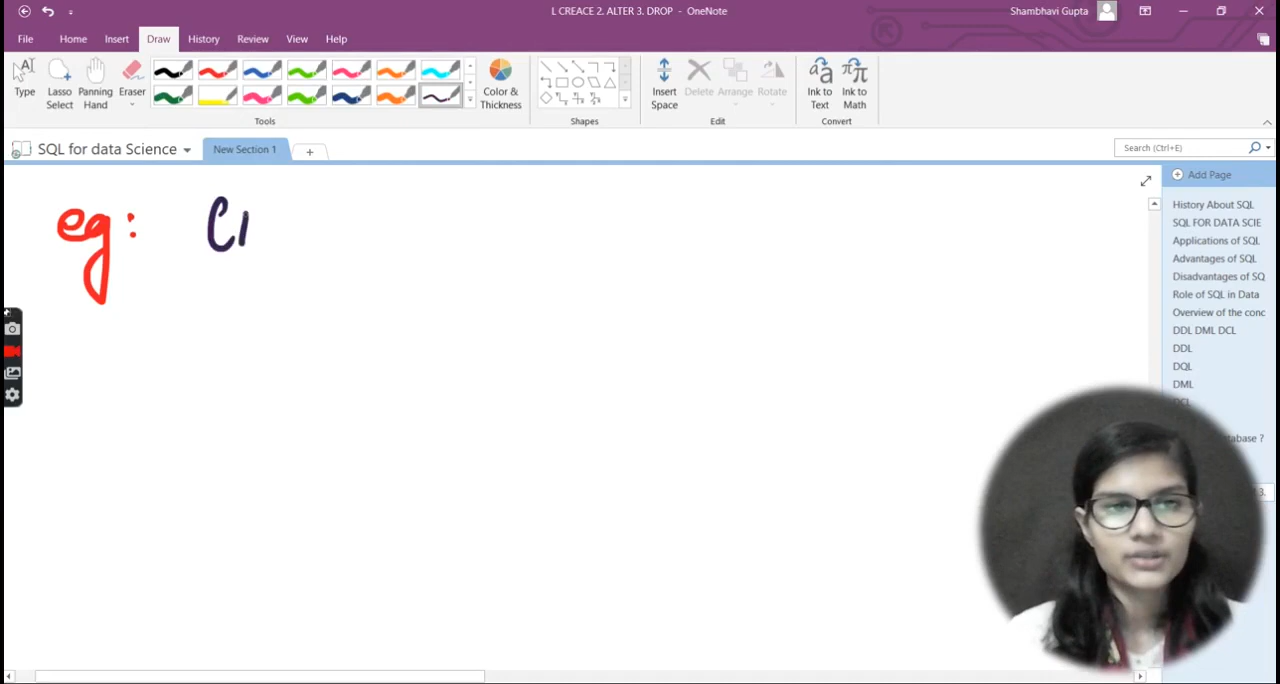 L CREACE 2. ALTER 3. DROP - OneNote
Shambhavi Gupta
File Home Insert Draw History Review View Help
Type
Lasso Select
Panning Hand
Eraser
Color & Thickness
Insert Space
Delete
Arrange
Rotate
Ink to Text
Ink to Math
Tools
Shapes
Edit
Convert
SQL for data Science
New Section 1
+
Search (Ctrl+E)
Add Page
History About SQL
SQL FOR DATA SCIE
Applications of SQL
Advantages of SQL
Disadvantages of SQ
Role of SQL in Data
Overview of the conc
DDL DML DCL
DDL
DQL
DML
tabase ?
3.
eg: